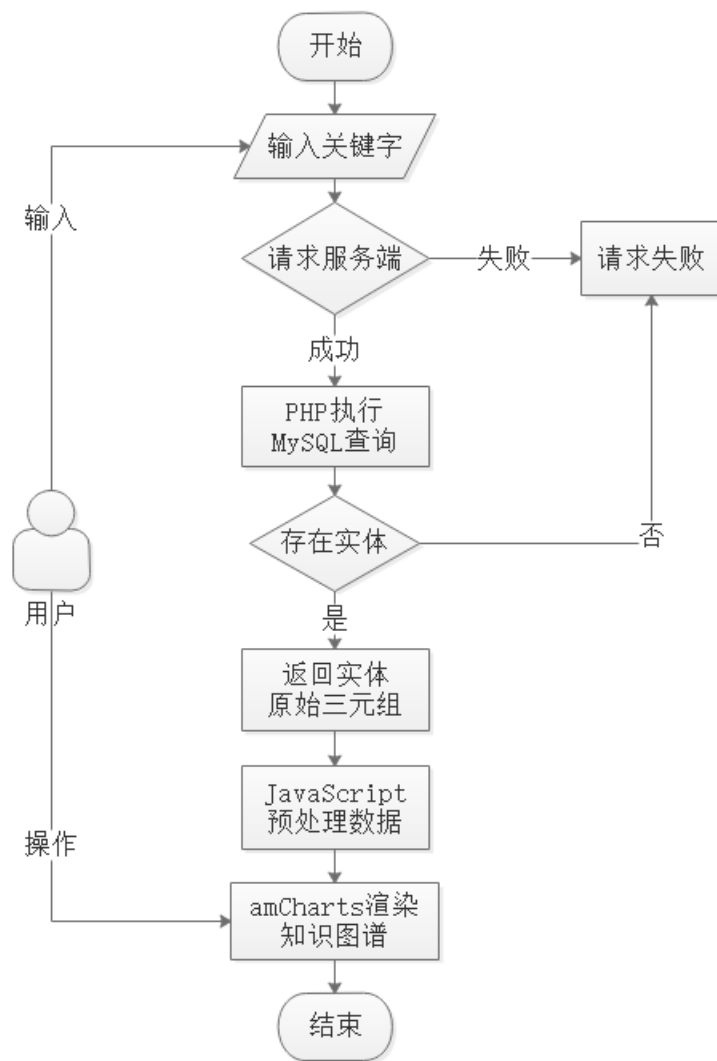 开始
输入关键字
输入
请求服务端
失败
请求失败
成功
PHP执行
MySQL查询
存在实体
否
用户
是
返回实体
原始三元组
JavaScript
预处理数据
操作
amCharts渲染
知识图谱
结束